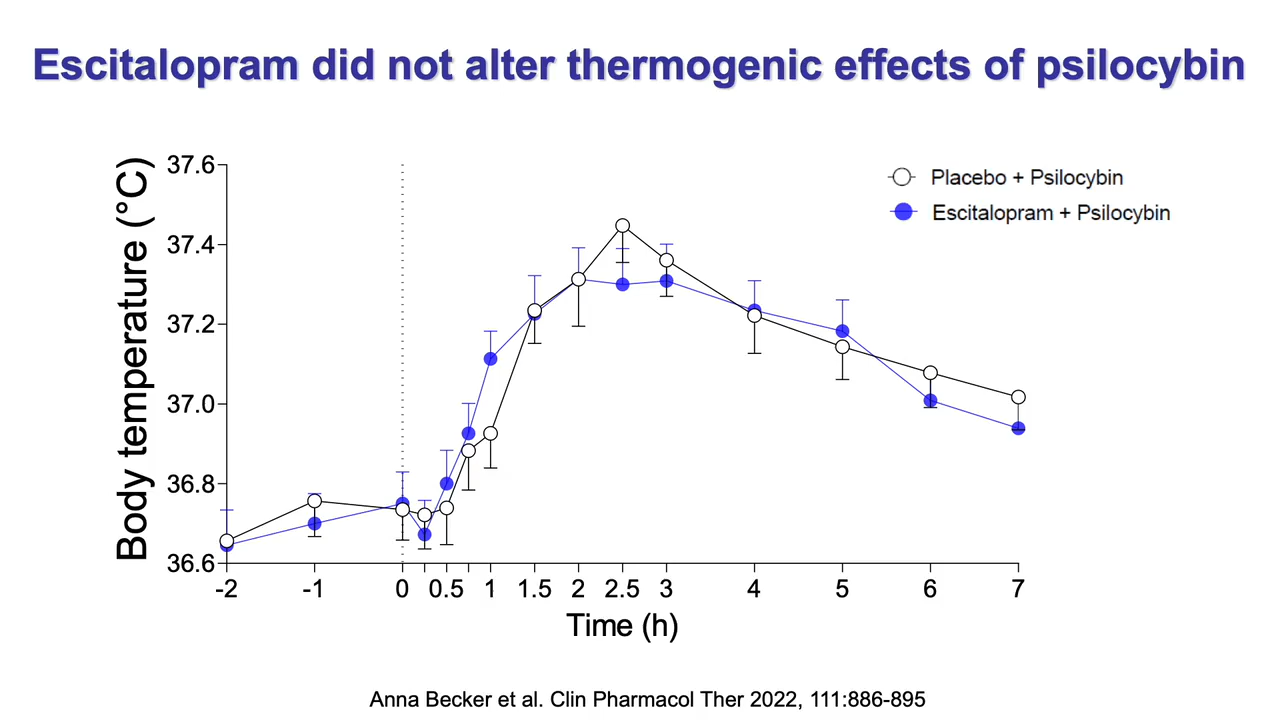 Escitalopram did not alter thermogenic effects of psilocybin
Body temperature (°C)
37.6
37.4
37.2
37.0
36.8
36.6
Placebo + Psilocybin
Escitalopram + Psilocybin
-2 -1 0 0.5 1 1.5 2 2.5 3 4 5 6 7
Time (h)
Anna Becker et al. Clin Pharmacol Ther 2022, 111:886-895